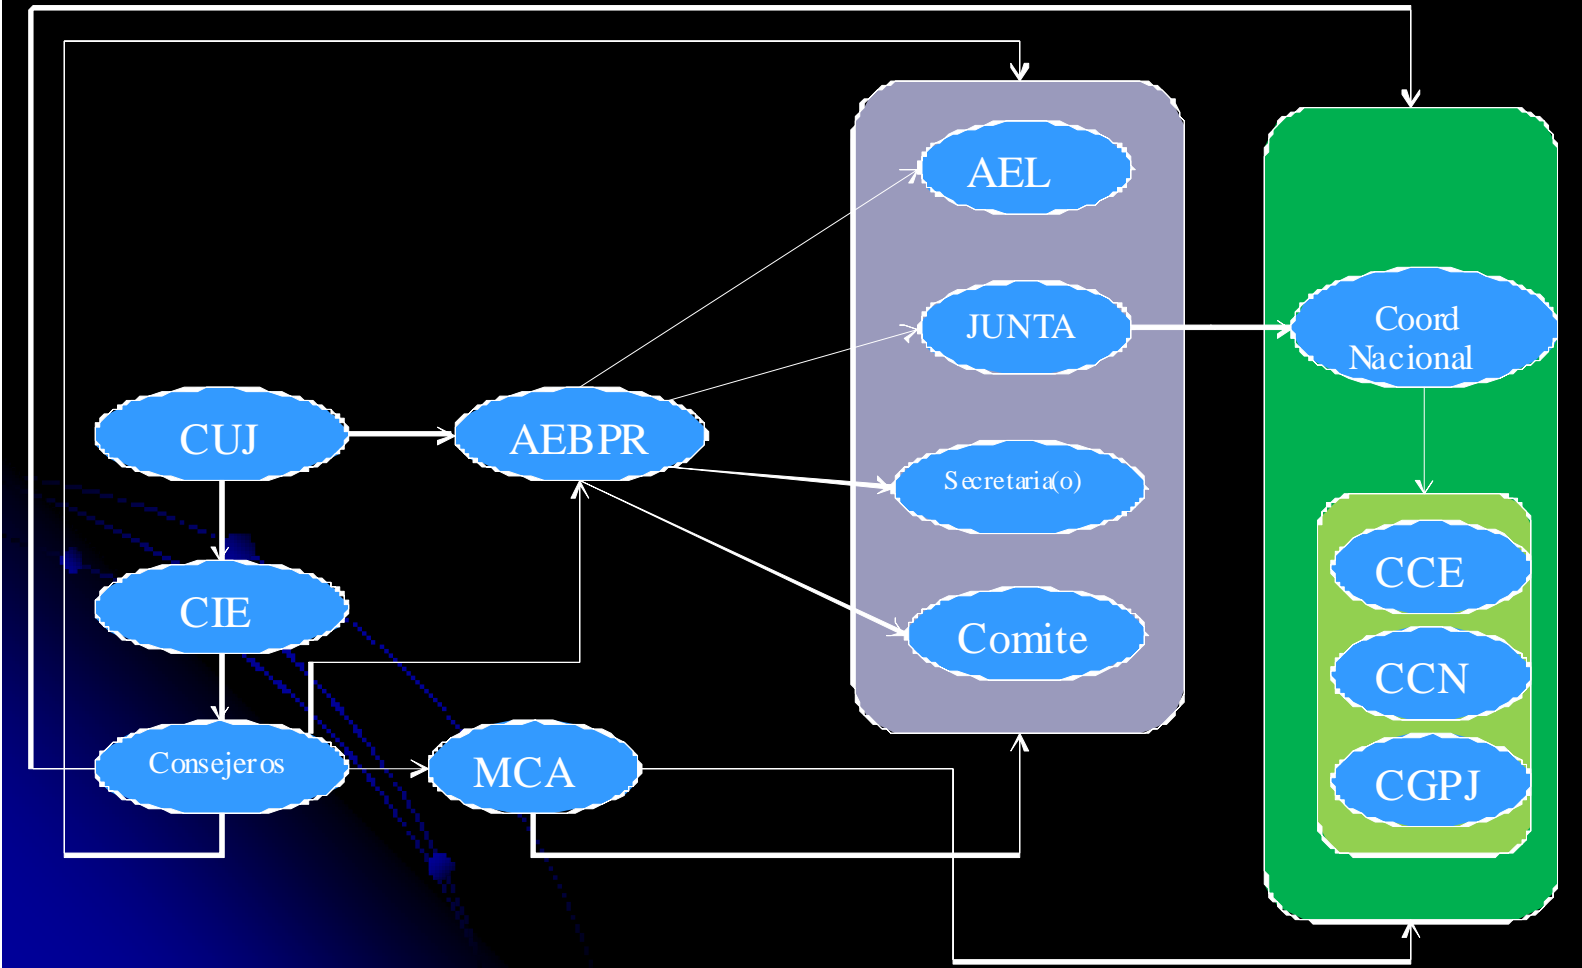 AEL
JUNTA
Coord
Nacional
CUJ
AEBPR
Secretaria(o)
CCE
CIE
Comite
CCN
Consejeros
MCA
CGPJ